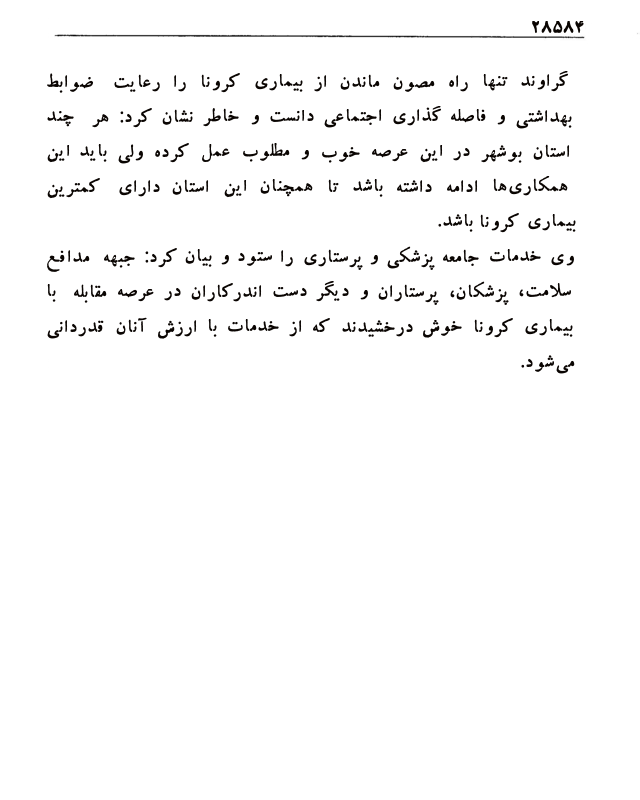 ۲۸۵۸۴
گراوند تنها راه مصون ماندن از بیماری کرونا را رعایت ضوابط
بهداشتی و فاصله گذاری اجتماعی دانست و خاطر نشان کرد: هر چند
استان بوشهر در این عرصه خوب و مطلوب عمل کرده ولی باید این
همکاری‌ها ادامه داشته باشد تا همچنان این استان دارای کمترین
بیماری کرونا باشد.
وی خدمات جامعه پزشکی و پرستاری را ستود و بیان کرد: جبهه مدافع
سلامت، پزشکان، پرستاران و دیگر دست اندرکاران در عرصه مقابله با
بیماری کرونا خوش درخشیدند که از خدمات با ارزش آنان قدردانی
می‌شود.